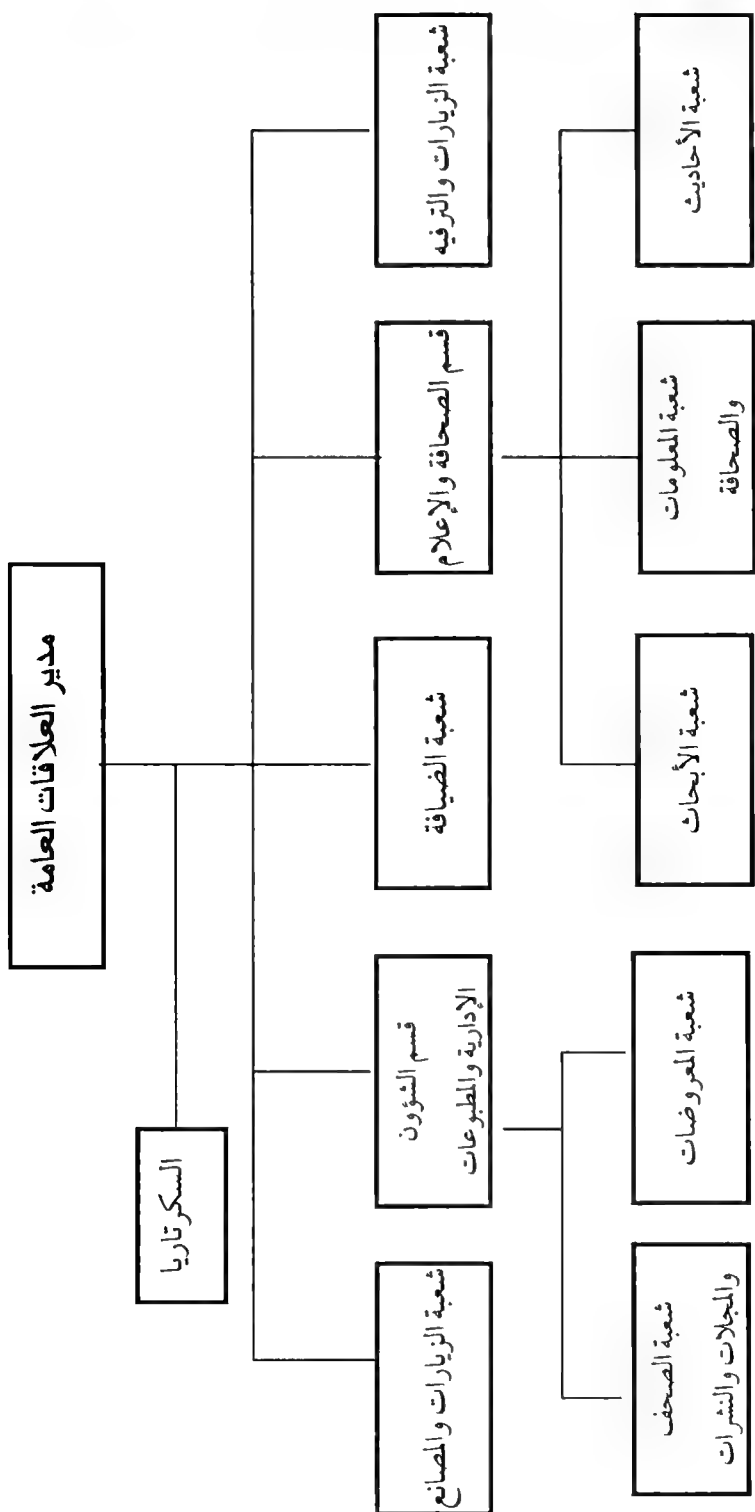 مدير العلاقات العامة
السكرتاريا
شعبة الزيارات والترفيه
قسم الصحافة والإعلام
شعبة الضيافة
قسم الشؤون
الإدارية والمطبوعات
شعبة الزيارات والمصانع
شعبة الأحاديث
شعبة المعلومات
والصحافة
شعبة الأبحاث
شعبة المعروضات
شعبة الصحف
والمجلات والنشرات